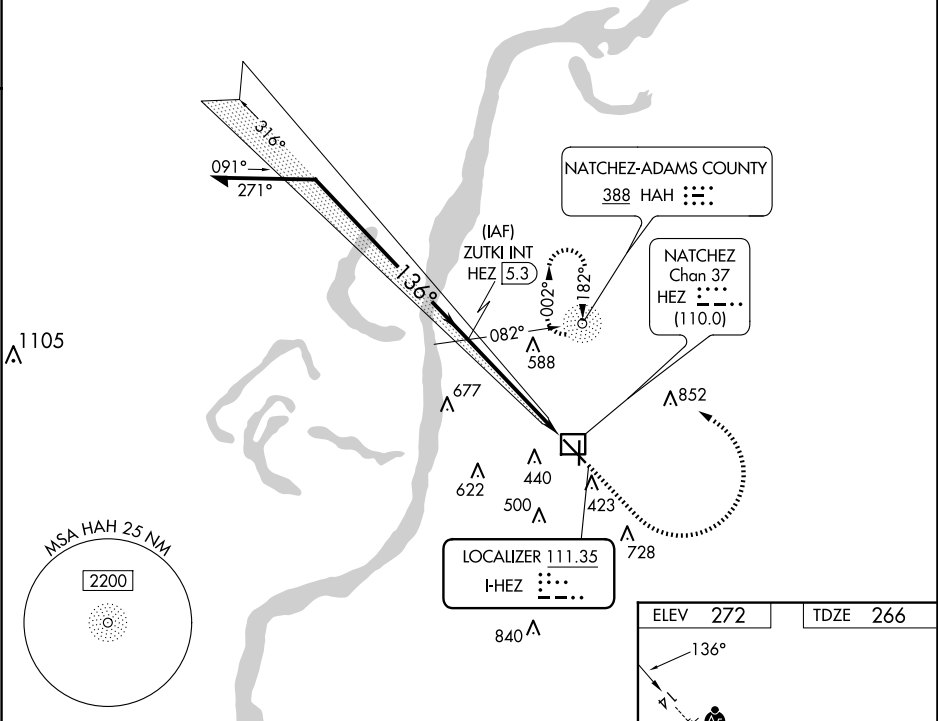 316°
091°
271°
136°
(IAF)
ZUTKI INT
HEZ 5.3
002°
182°
082°
NATCHEZ-ADAMS COUNTY
388 HAH
NATCHEZ
Chan 37
HEZ
(110.0)
1105
588
677
852
622
440
500
423
728
840
LOCALIZER 111.35
I-HEZ
MSA HAH 25 NM
2200
ELEV 272
TDZE 266
136°
14